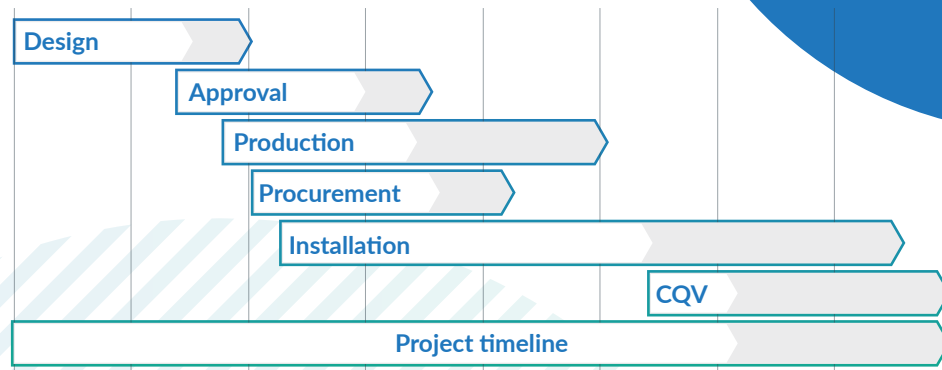 Design
Approval
Production
Procurement
Installation
CQV
Project timeline